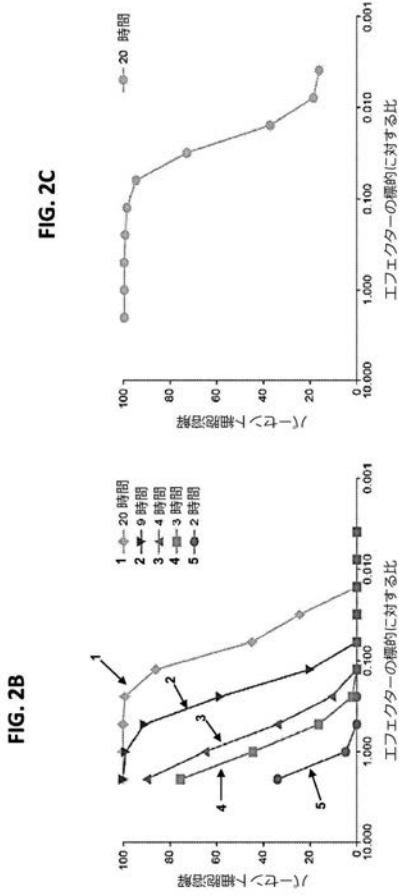 FIG. 2B
1 20 時間
2 9 時間
3 4 時間
4 3 時間
5 2 時間
パーセント細胞溶解
100
80
60
40
20
0
1
2
3
4
5
10.000
1.000
0.100
0.010
0.001
エフェクターの標的に対する比
FIG. 2C
20 時間
パーセント細胞溶解
100
80
60
40
20
0
10.000
1.000
0.100
0.010
0.001
エフェクターの標的に対する比